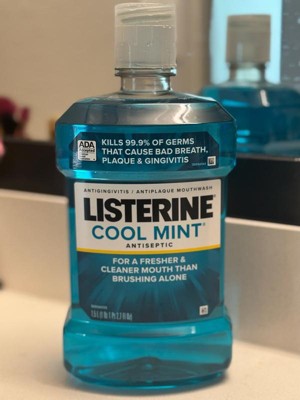 ADA
Accepted
KILLS 99.9% OF GERMS
THAT CAUSE BAD BREATH,
PLAQUE & GINGIVITIS
ANTIGINGIVITIS / ANTIPLAQUE MOUTHWASH
LISTERINE®
COOL MINT®
ANTISEPTIC
FOR A FRESHER &
CLEANER MOUTH THAN
BRUSHING ALONE